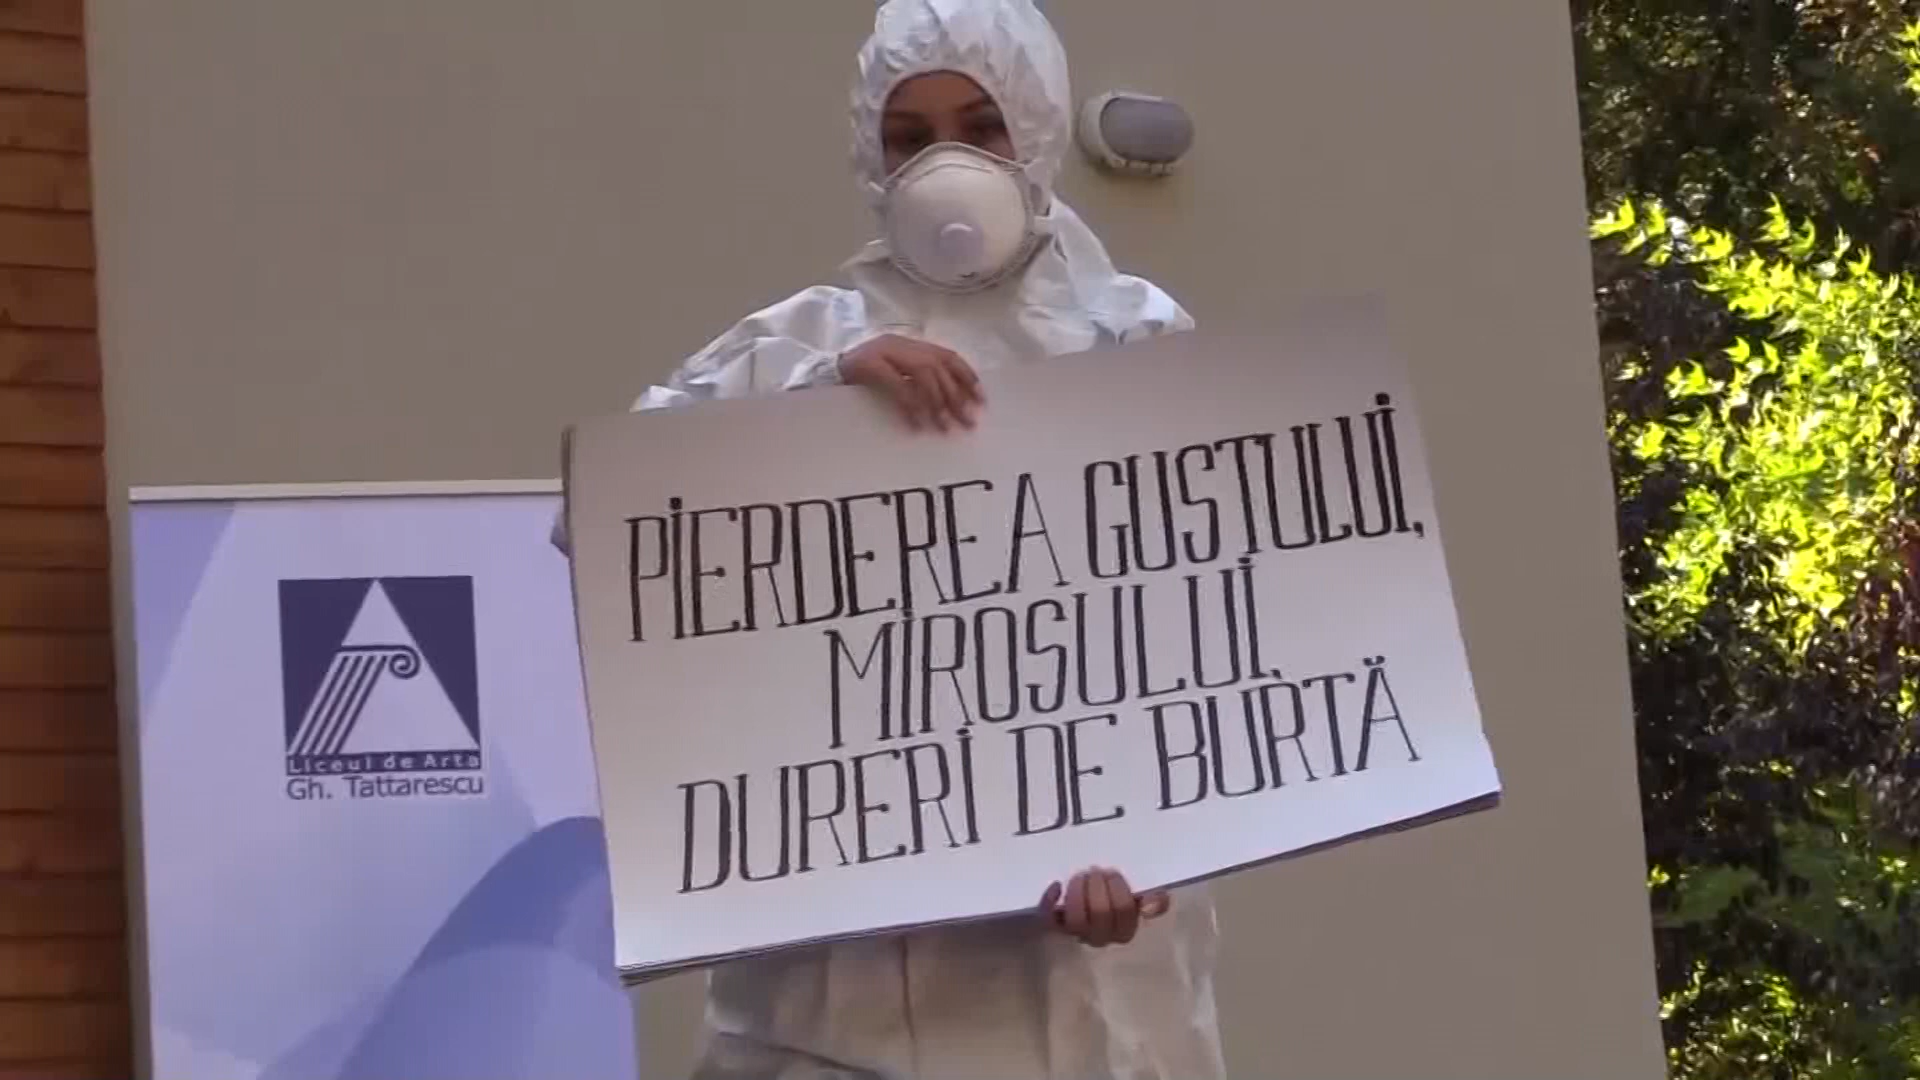 PIERDEREA GUSTULUI,
MIROSULUI,
DURERI DE BURTĂ
Liceul de Arta
Gh. Tattarescu